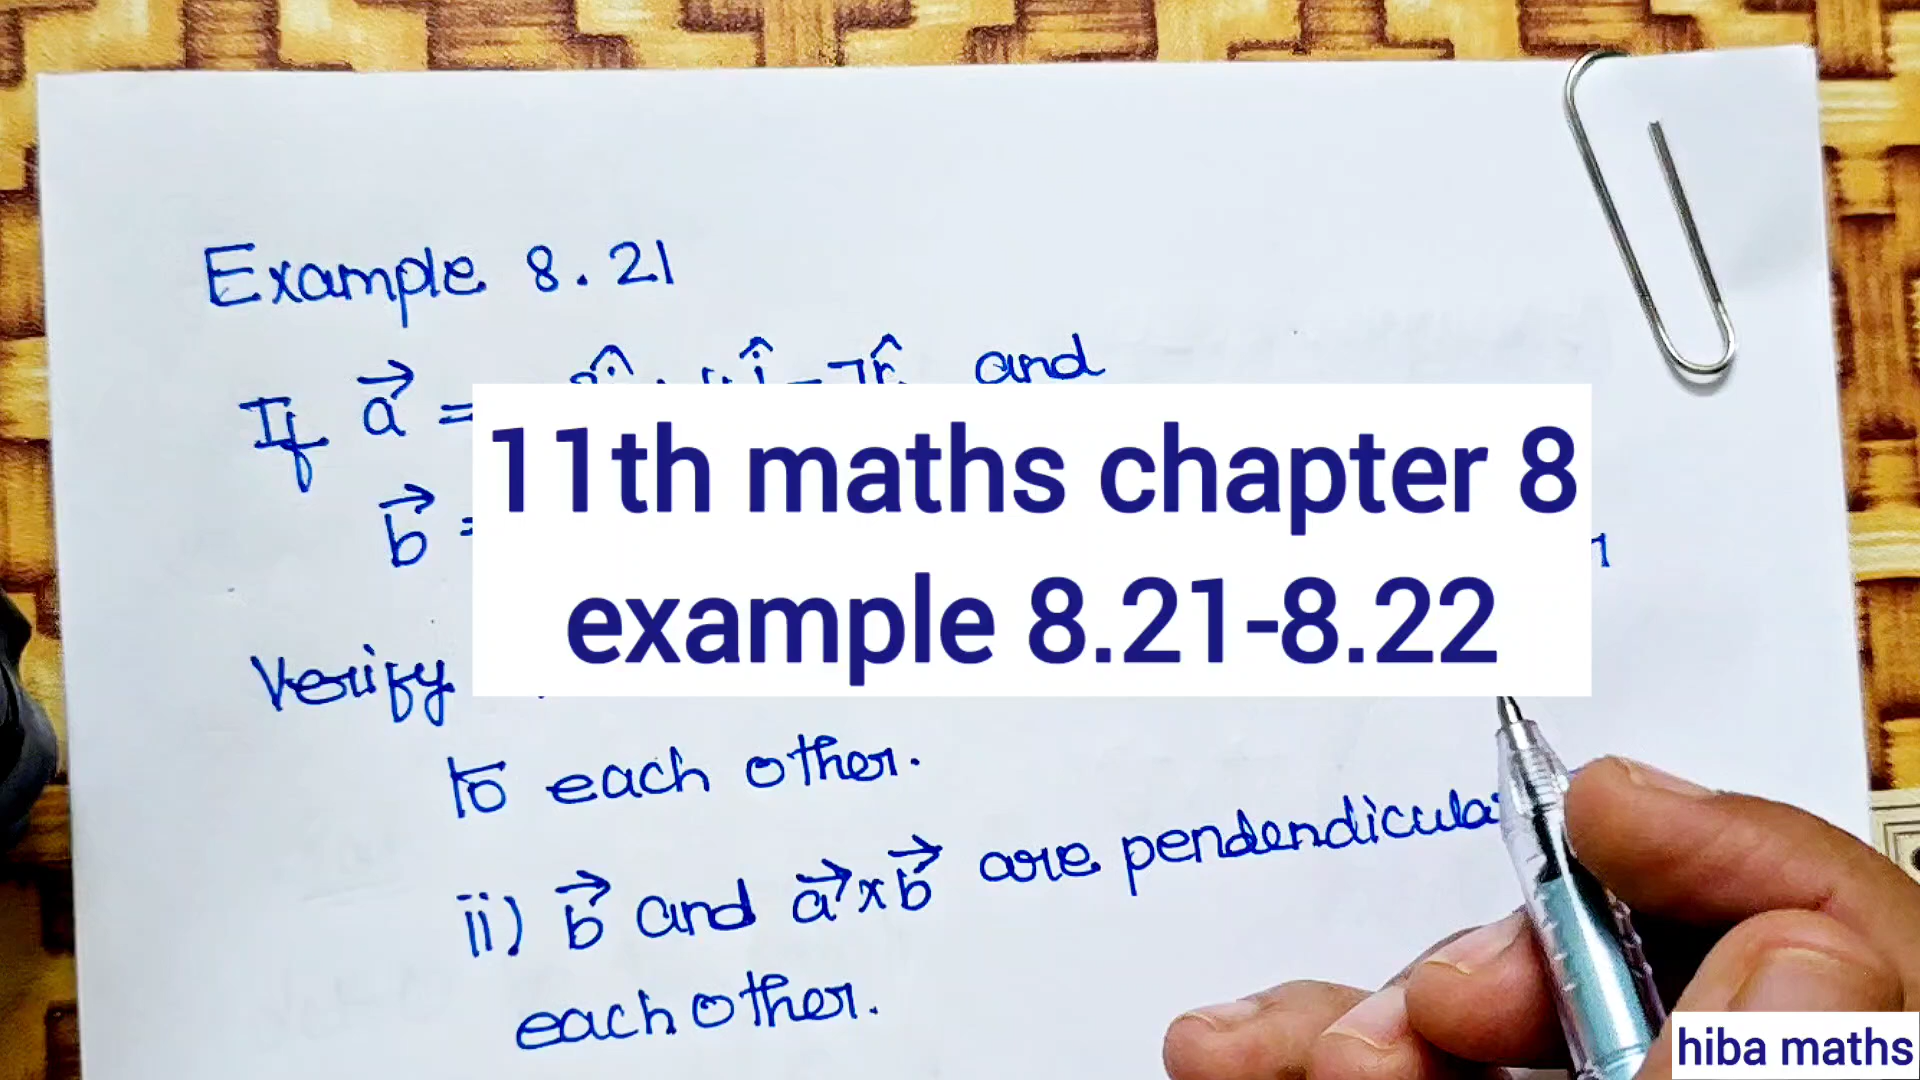 Example 8.21
If a⃗ = and
b⃗ =
11th maths chapter 8
example 8.21-8.22
Verify
to each other.
ii) b⃗ and a⃗ x b⃗ are pendendicula
each other.
hiba maths